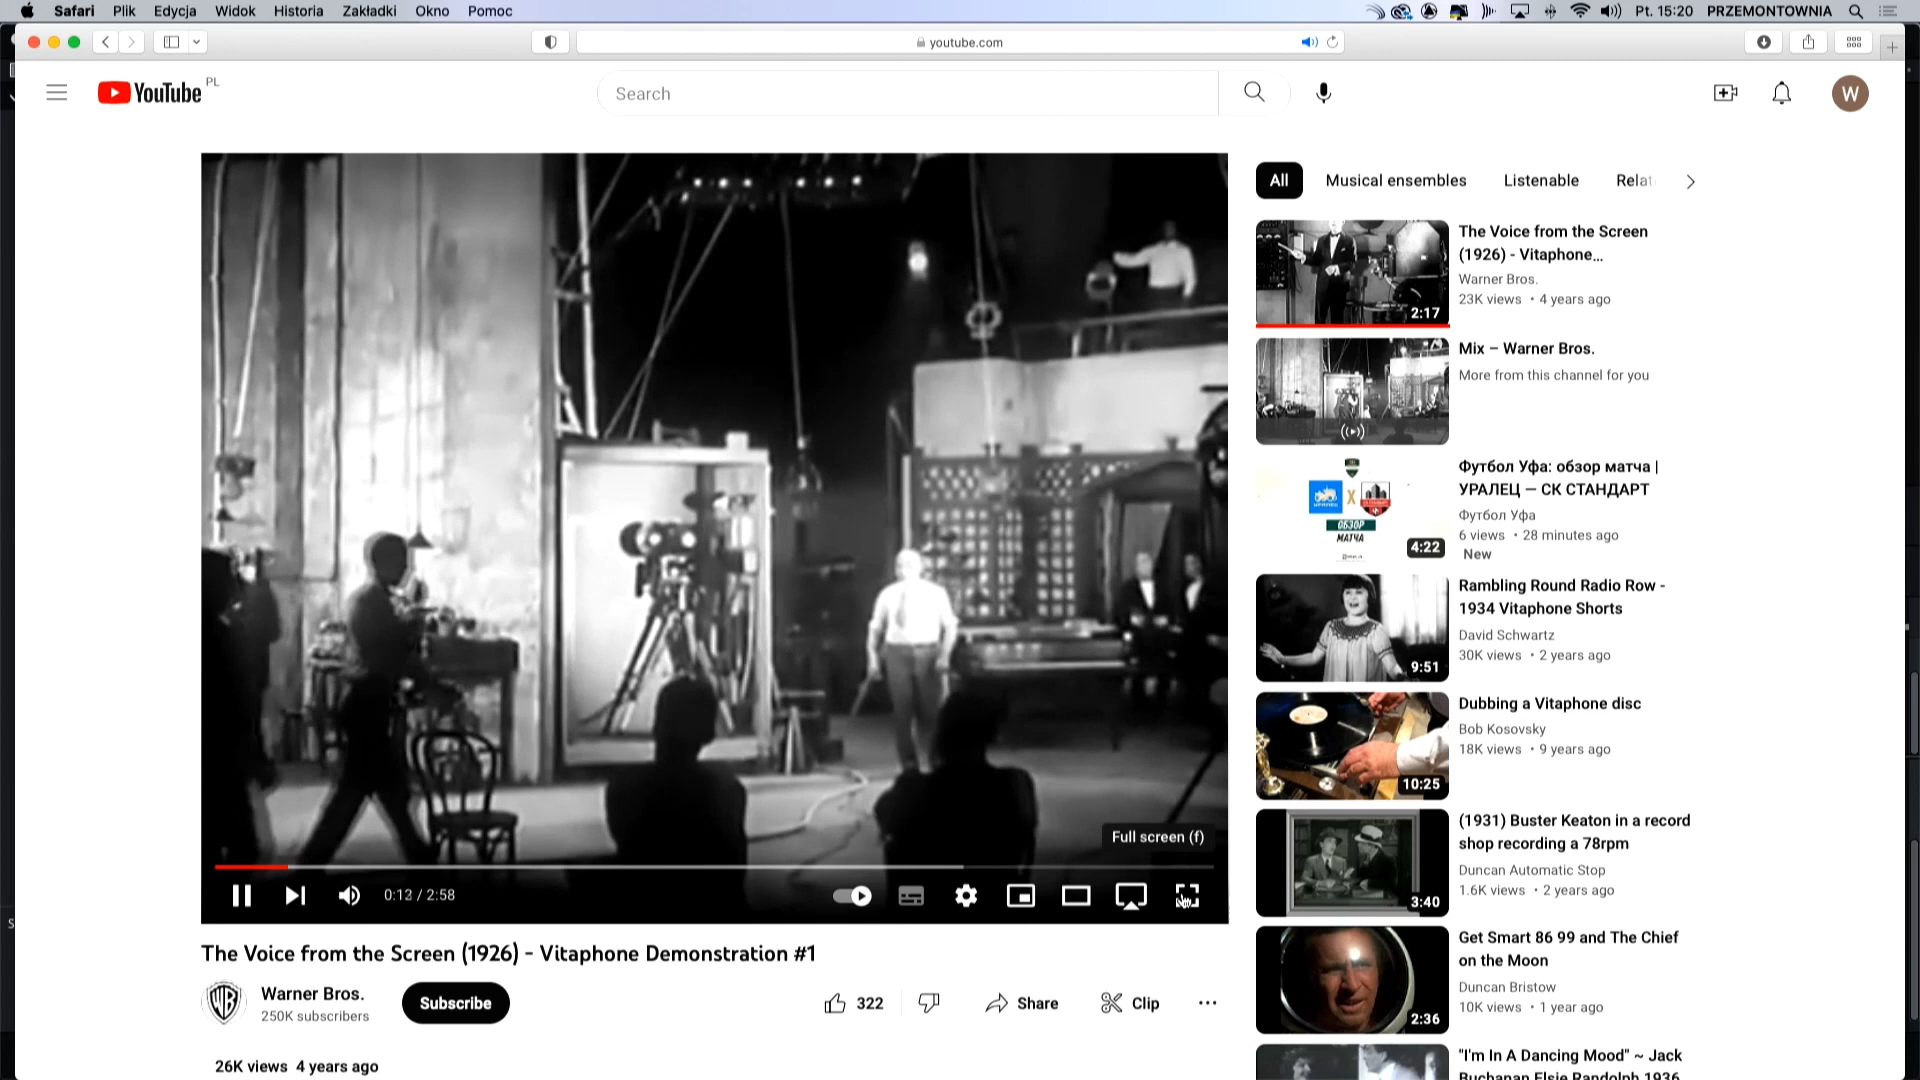 Safari Plik Edycja Widok Historia Zakładki Okno Pomoc Pt. 15:20 PRZEMONTOWNIA
youtube.com
YouTube PL
Search
W
All Musical ensembles Listenable Relat
The Voice from the Screen
(1926) - Vitaphone...
Warner Bros.
23K views • 4 years ago
2:17
Mix – Warner Bros.
More from this channel for you
Футбол Уфа: обзор матча |
УРАЛЕЦ — СК СТАНДАРТ
Футбол Уфа
6 views • 28 minutes ago
New
X
ОБЗОР
МАТЧА
4:22
Rambling Round Radio Row -
1934 Vitaphone Shorts
David Schwartz
30K views • 2 years ago
9:51
Dubbing a Vitaphone disc
Bob Kosovsky
18K views • 9 years ago
10:25
(1931) Buster Keaton in a record
shop recording a 78rpm
Duncan Automatic Stop
1.6K views • 2 years ago
3:40
Get Smart 86 99 and The Chief
on the Moon
Duncan Bristow
10K views • 1 year ago
2:36
"I'm In A Dancing Mood" ~ Jack
Buchanan Elsie Randolph 1936
Full screen (f)
0:12 / 2:58
The Voice from the Screen (1926) - Vitaphone Demonstration #1
WB
Warner Bros.
250K subscribers
Subscribe
322 Share Clip
26K views 4 years ago